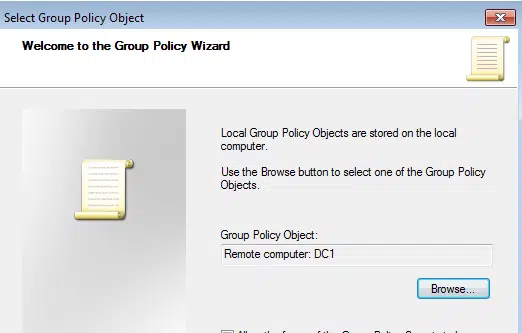 Select Group Policy Object
Welcome to the Group Policy Wizard
Local Group Policy Objects are stored on the local
computer.
Use the Browse button to select one of the Group Policy
Objects.
Group Policy Object:
Remote computer: DC1
Browse...